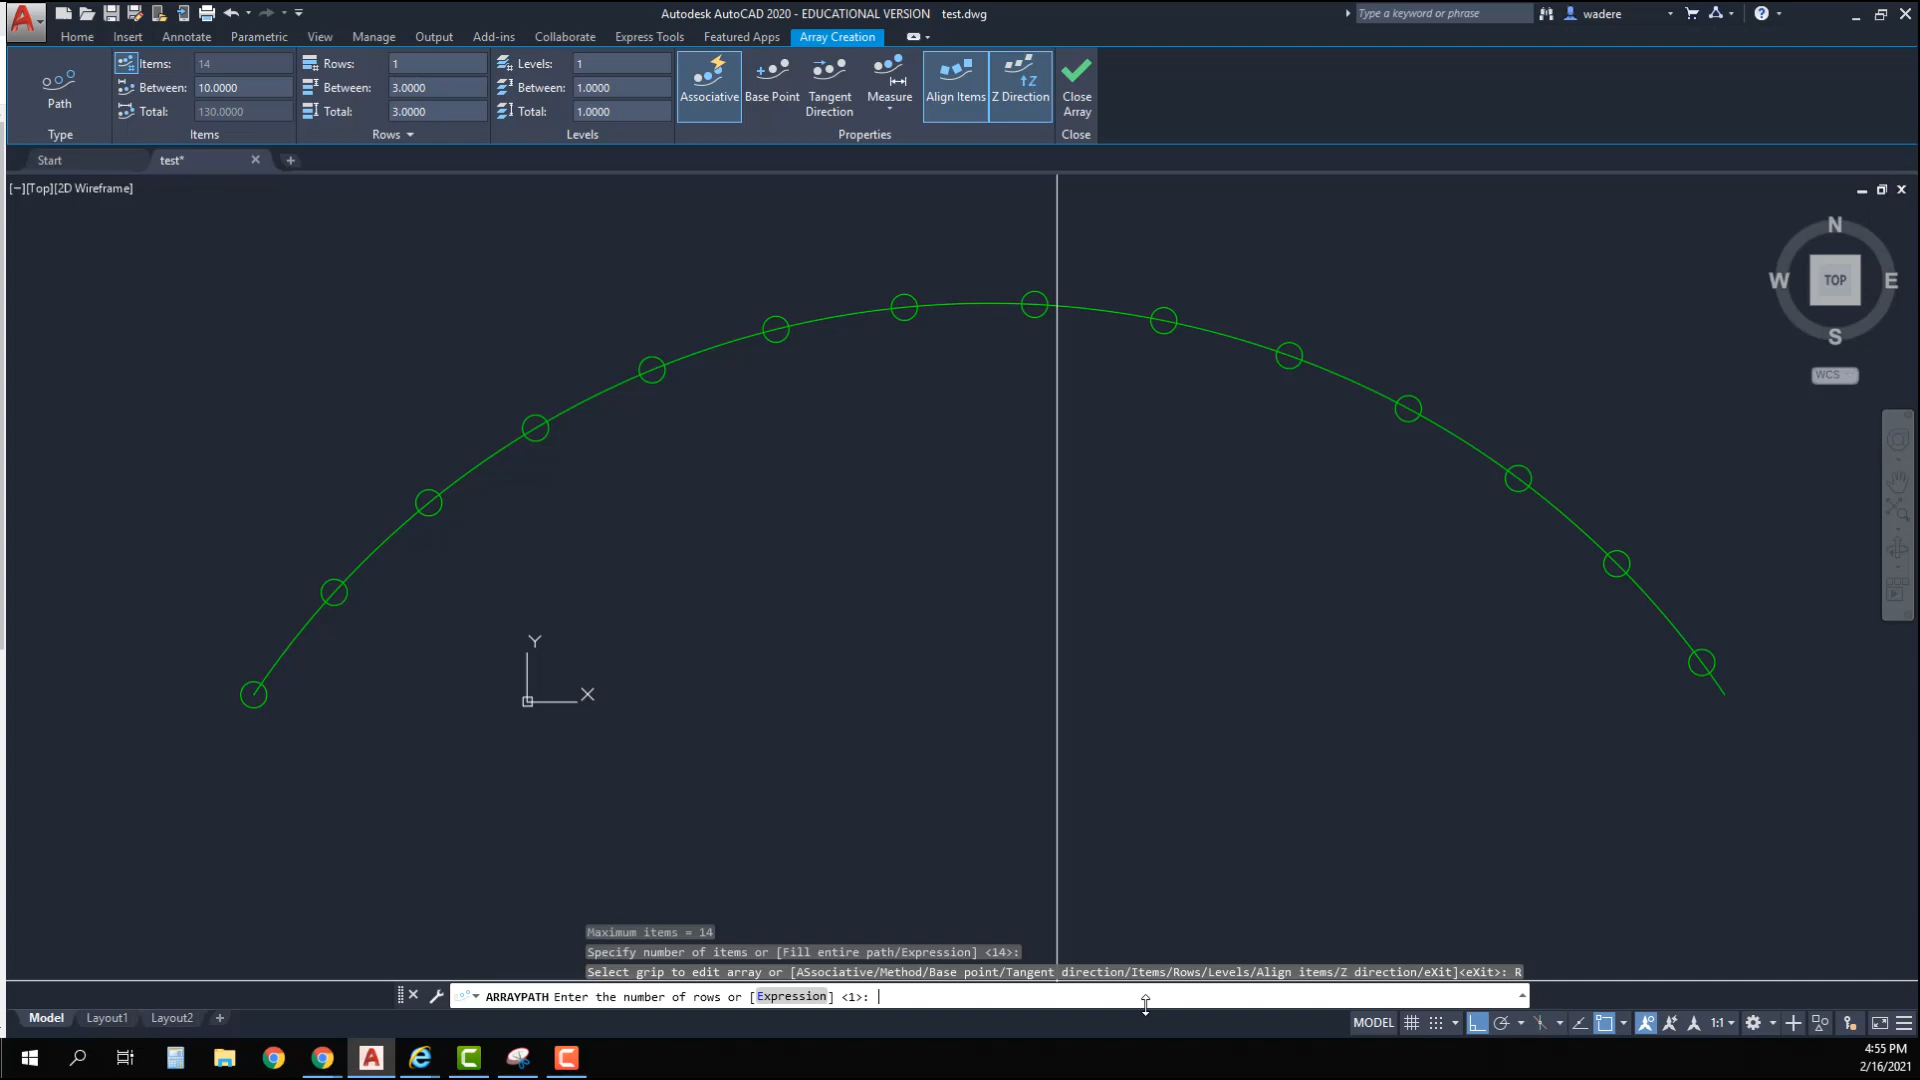 Autodesk AutoCAD 2020 - EDUCATIONAL VERSION test.dwg
Type a keyword or phrase
wadere
Home Insert Annotate Parametric View Manage Output Add-ins Collaborate Express Tools Featured Apps Array Creation
Items: 14 Rows: 1 Levels: 1
Between: 10.0000 Between: 3.0000 Between: 1.0000
Total: 130.0000 Total: 3.0000 Total: 1.0000
Path
Associative Base Point Tangent Direction Measure Align Items Z Direction Close Array
Type Items Rows Levels Properties Close
Start test*
[−][Top][2D Wireframe]
N
W TOP E
S
WCS
Y
X
Maximum items = 14
Specify number of items or [Fill entire path/Expression] <14>:
Select grip to edit array or [ASsociative/Method/Base point/Tangent direction/Items/Rows/Levels/Align items/Z direction/eXit]<eXit>: R
ARRAYPATH Enter the number of rows or [Expression] <1>:
Model Layout1 Layout2
MODEL 1:1
4:55 PM
2/16/2021